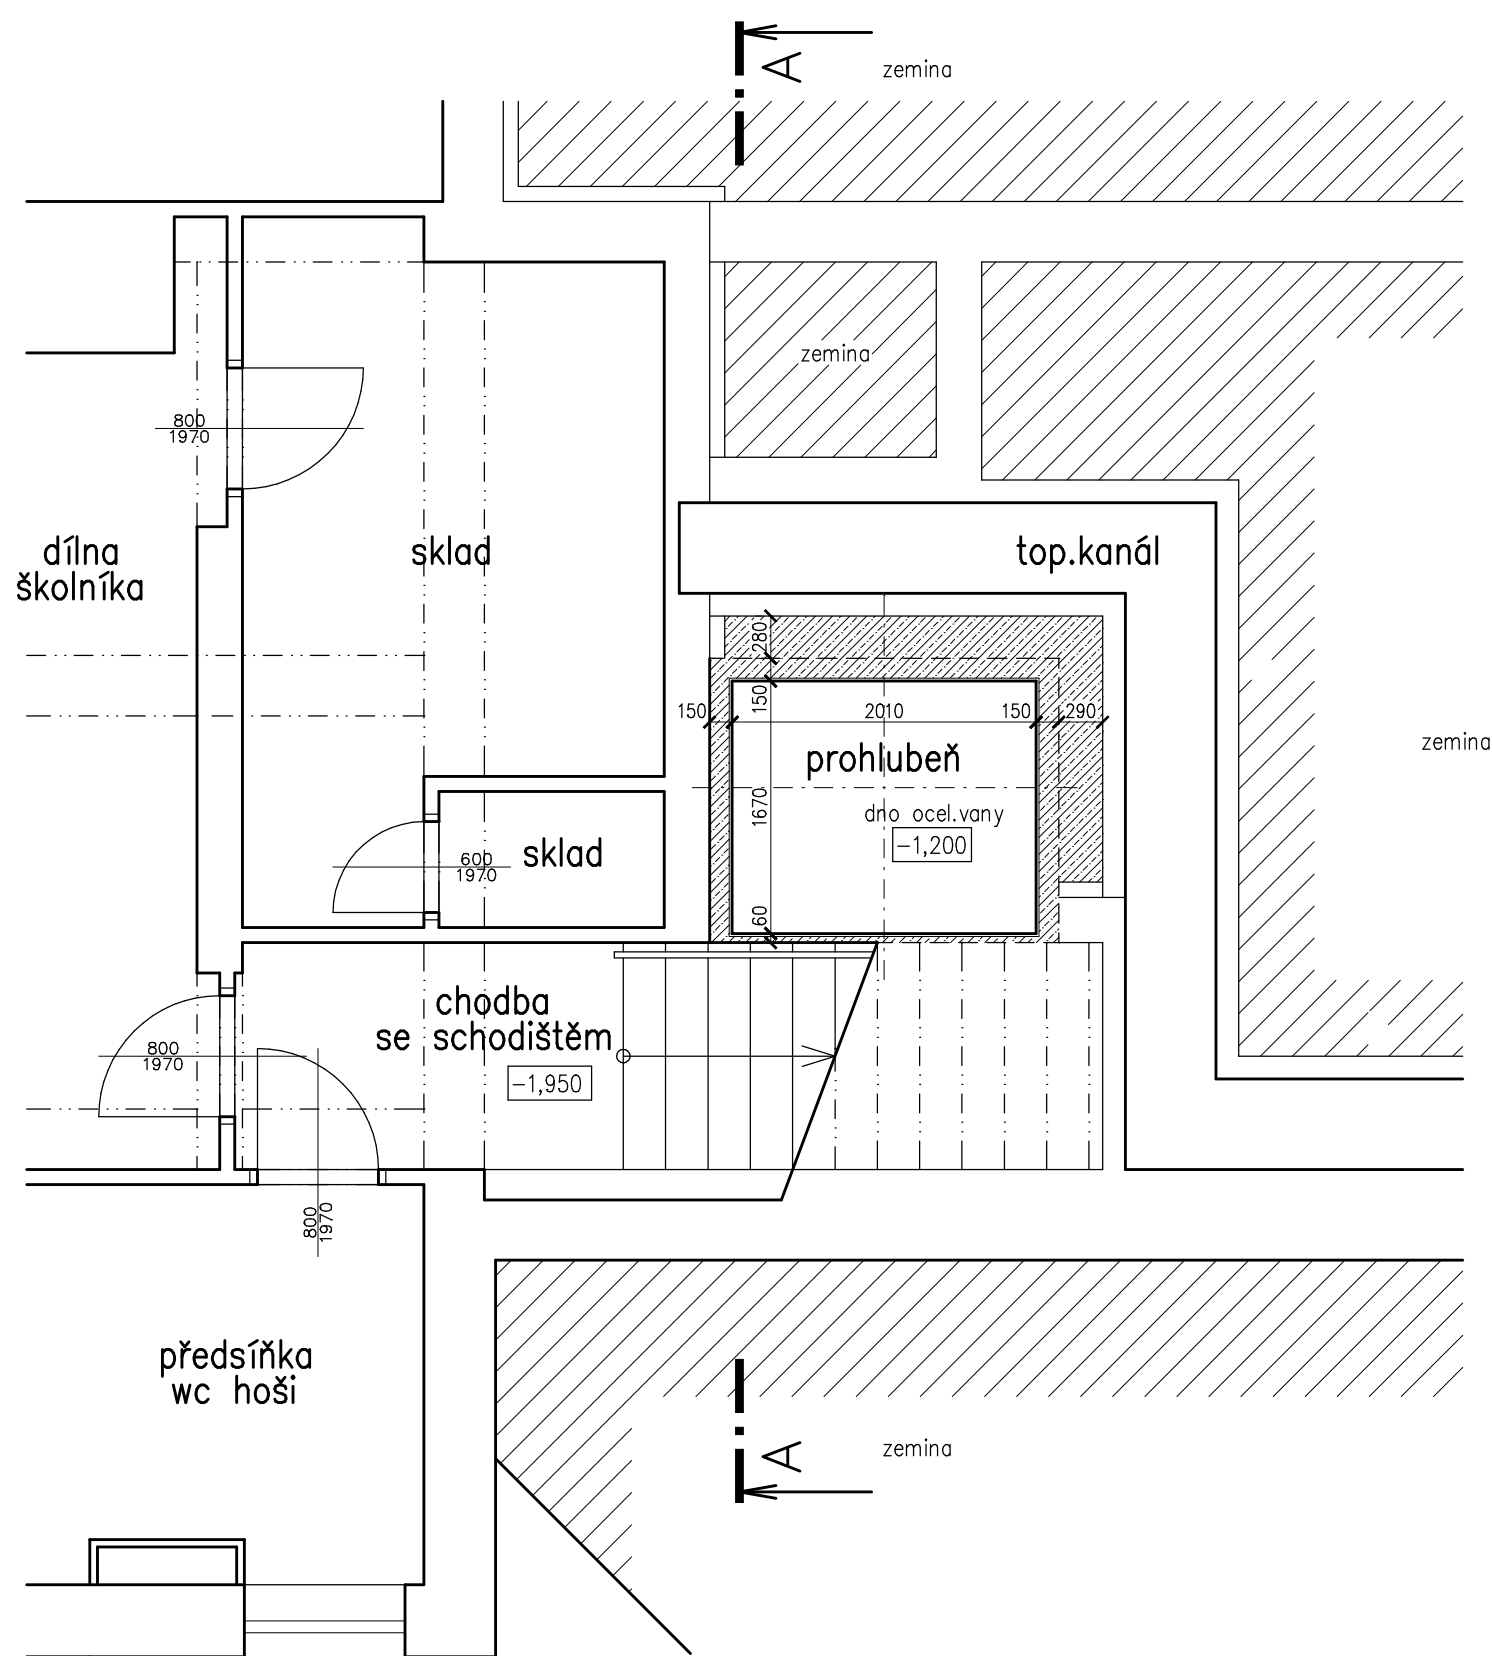 A
zemina
zemina
800
1970
dílna
školníka
sklad
top.kanál
280
150
150
2010
150
290
zemina
prohlubeň
1670
dno ocel.vany
-1,200
600
1970
sklad
60
chodba
se schodištěm
-1,950
800
1970
800
1970
předsíňka
wc hoši
A
zemina